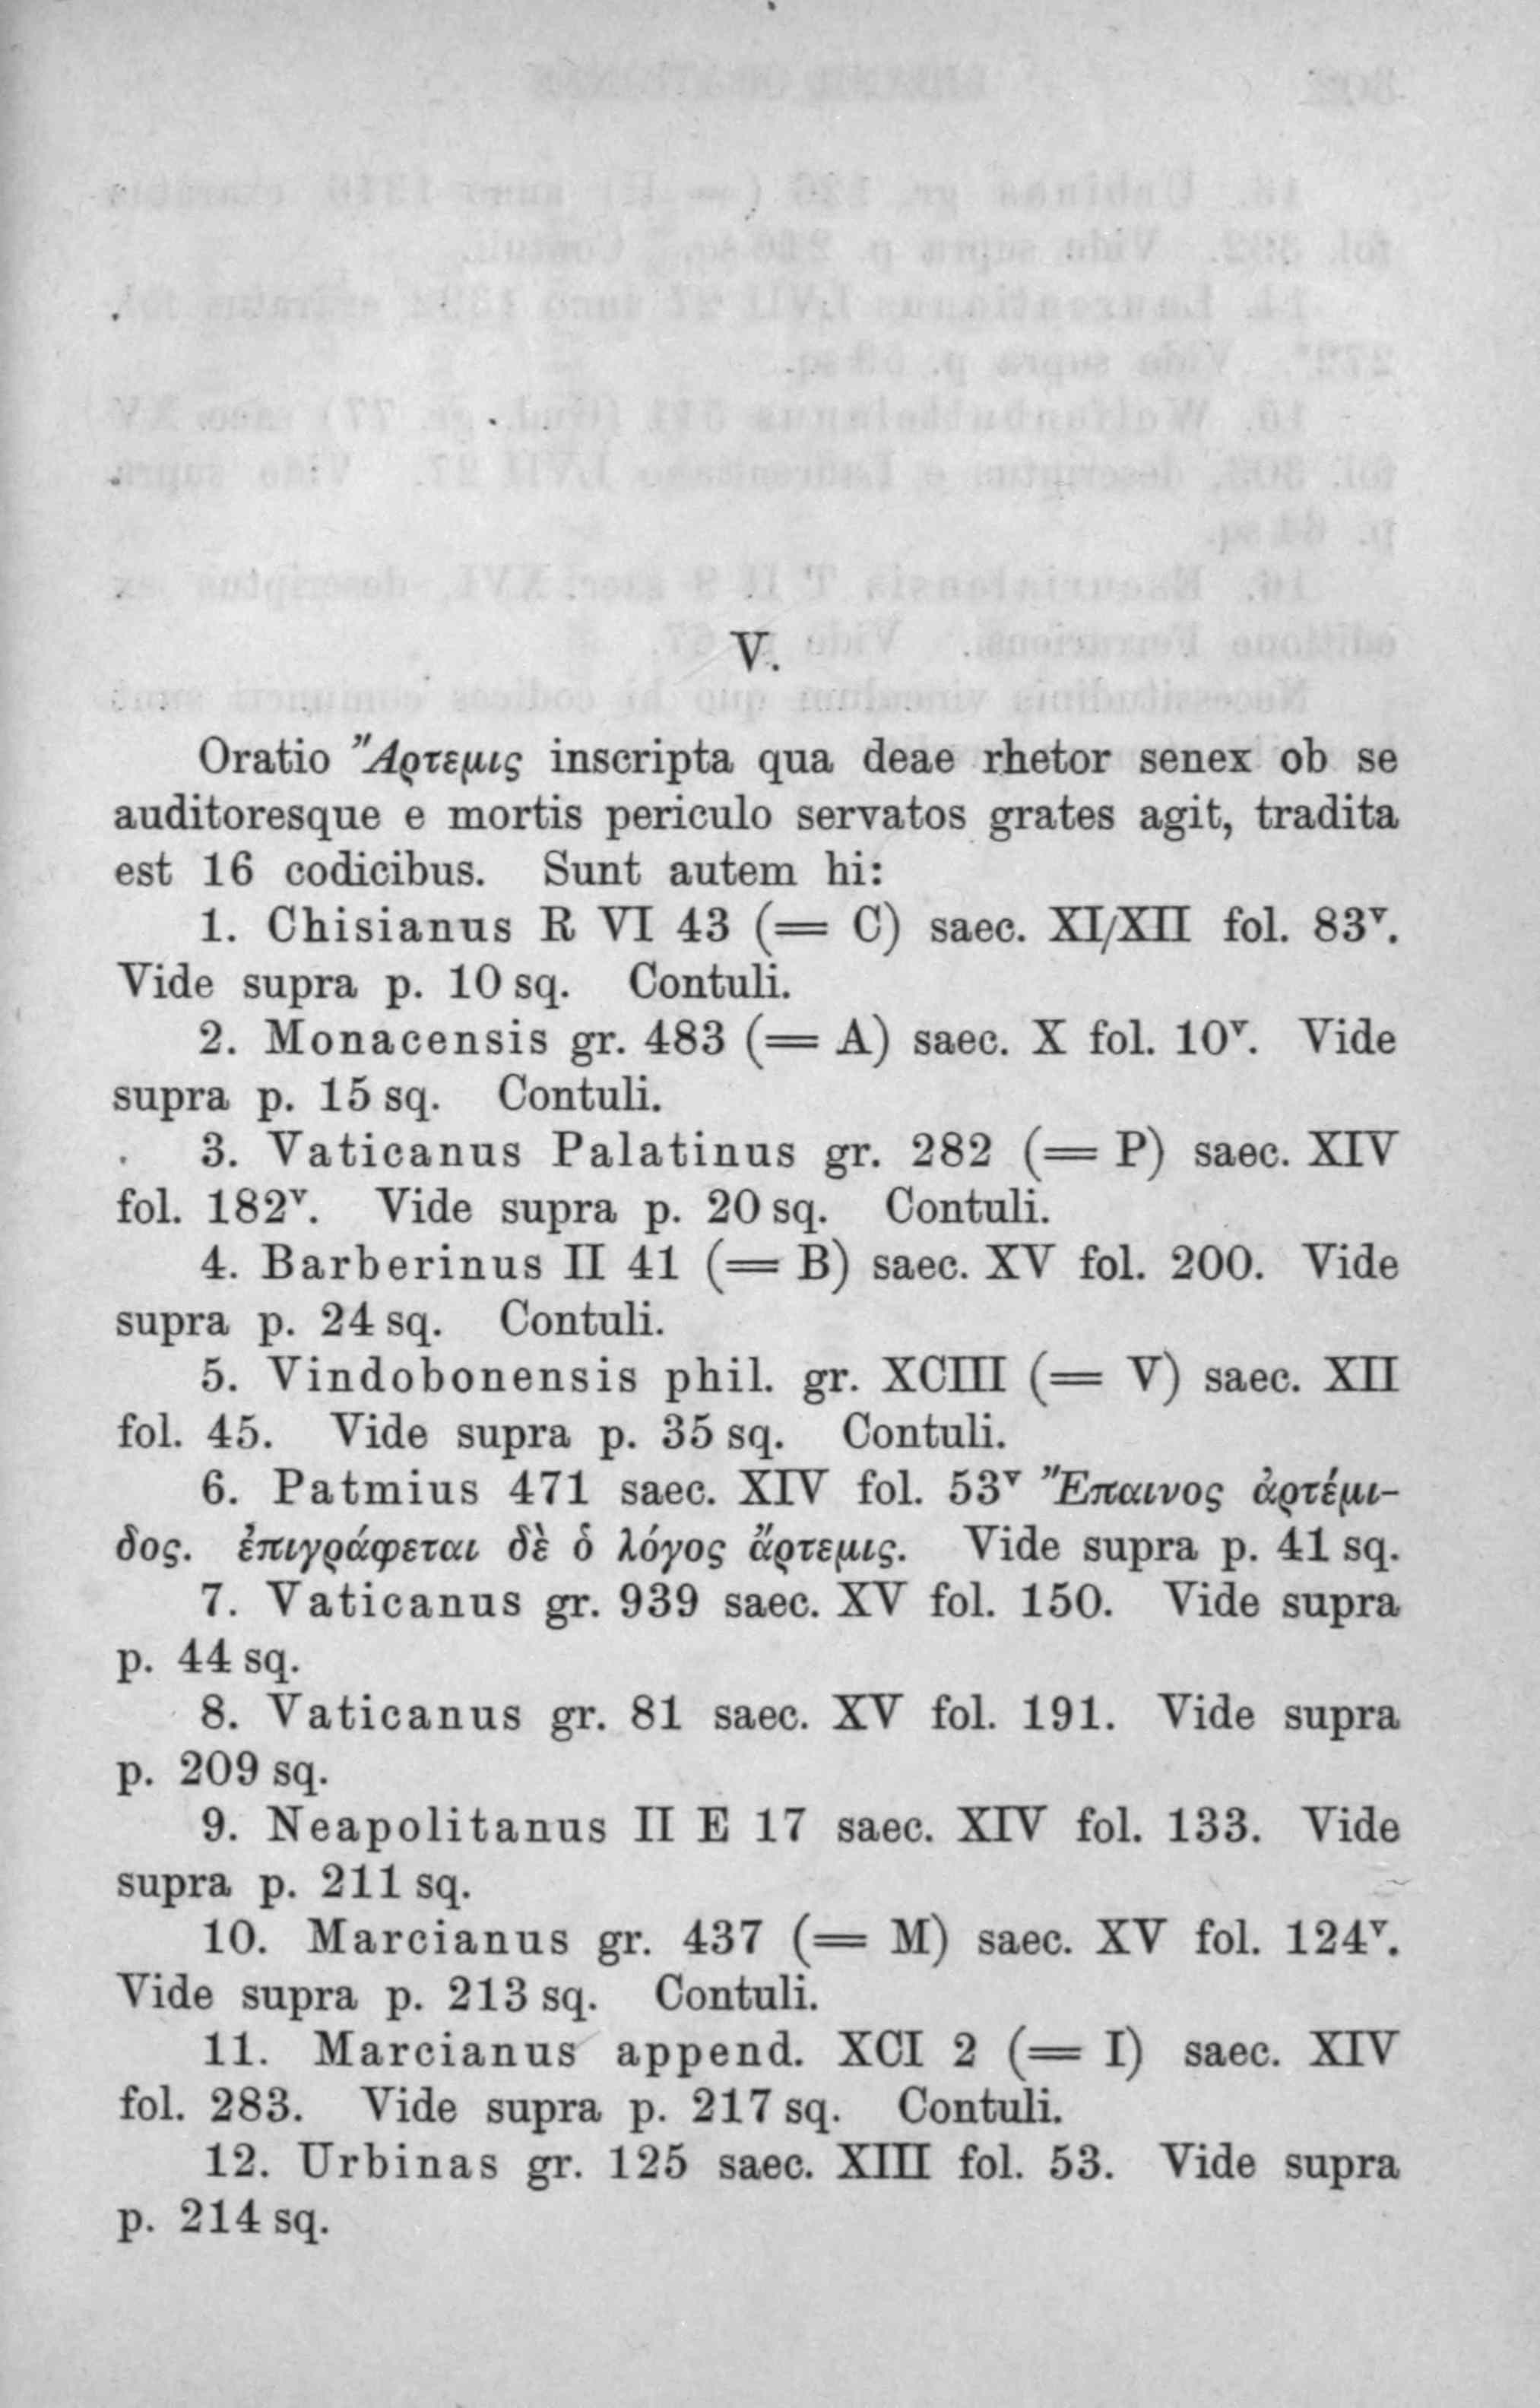 V.
Oratio Ἄρτεμις inscripta qua deae rhetor senex ob se
auditoresque e mortis periculo servatos grates agit, tradita
est 16 codicibus. Sunt autem hi:
1. Chisianus R VI 43 (= C) saec. XI/XII fol. 83ᵛ.
Vide supra p. 10 sq. Contuli.
2. Monacensis gr. 483 (= A) saec. X fol. 10ᵛ. Vide
supra p. 15 sq. Contuli.
3. Vaticanus Palatinus gr. 282 (= P) saec. XIV
fol. 182ᵛ. Vide supra p. 20 sq. Contuli.
4. Barberinus II 41 (= B) saec. XV fol. 200. Vide
supra p. 24 sq. Contuli.
5. Vindobonensis phil. gr. XCIII (= V) saec. XII
fol. 45. Vide supra p. 35 sq. Contuli.
6. Patmius 471 saec. XIV fol. 53ᵛ Ἔπαινος ἀρτέμι-
δος. ἐπιγράφεται δὲ ὁ λόγος ἄρτεμις. Vide supra p. 41 sq.
7. Vaticanus gr. 939 saec. XV fol. 150. Vide supra
p. 44 sq.
8. Vaticanus gr. 81 saec. XV fol. 191. Vide supra
p. 209 sq.
9. Neapolitanus II E 17 saec. XIV fol. 133. Vide
supra p. 211 sq.
10. Marcianus gr. 437 (= M) saec. XV fol. 124ᵛ.
Vide supra p. 213 sq. Contuli.
11. Marcianus append. XCI 2 (= I) saec. XIV
fol. 283. Vide supra p. 217 sq. Contuli.
12. Urbinas gr. 125 saec. XIII fol. 53. Vide supra
p. 214 sq.